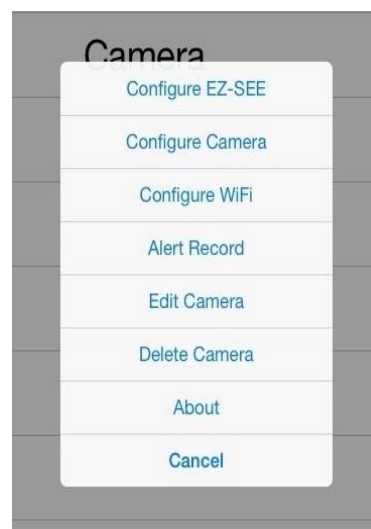 Camera
Configure EZ-SEE
Configure Camera
Configure WiFi
Alert Record
Edit Camera
Delete Camera
About
Cancel